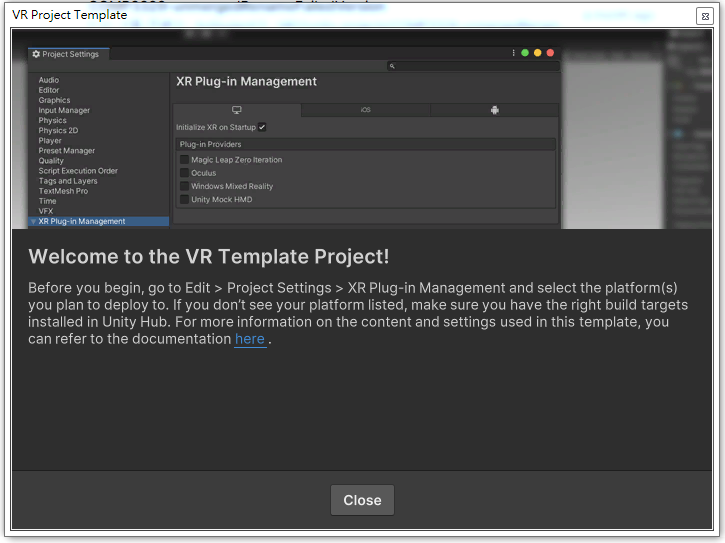 VR Project Template
Project Settings
Audio
Editor
Graphics
Input Manager
Physics
Physics 2D
Player
Preset Manager
Quality
Script Execution Order
Tags and Layers
TextMesh Pro
Time
VFX
XR Plug-in Management
XR Plug-in Management
iOS
Initialize XR on Startup
Plug-in Providers
Magic Leap Zero Iteration
Oculus
Windows Mixed Reality
Unity Mock HMD
Welcome to the VR Template Project!
Before you begin, go to Edit > Project Settings > XR Plug-in Management and select the platform(s)
you plan to deploy to. If you don't see your platform listed, make sure you have the right build targets
installed in Unity Hub. For more information on the content and settings used in this template, you
can refer to the documentation here .
Close